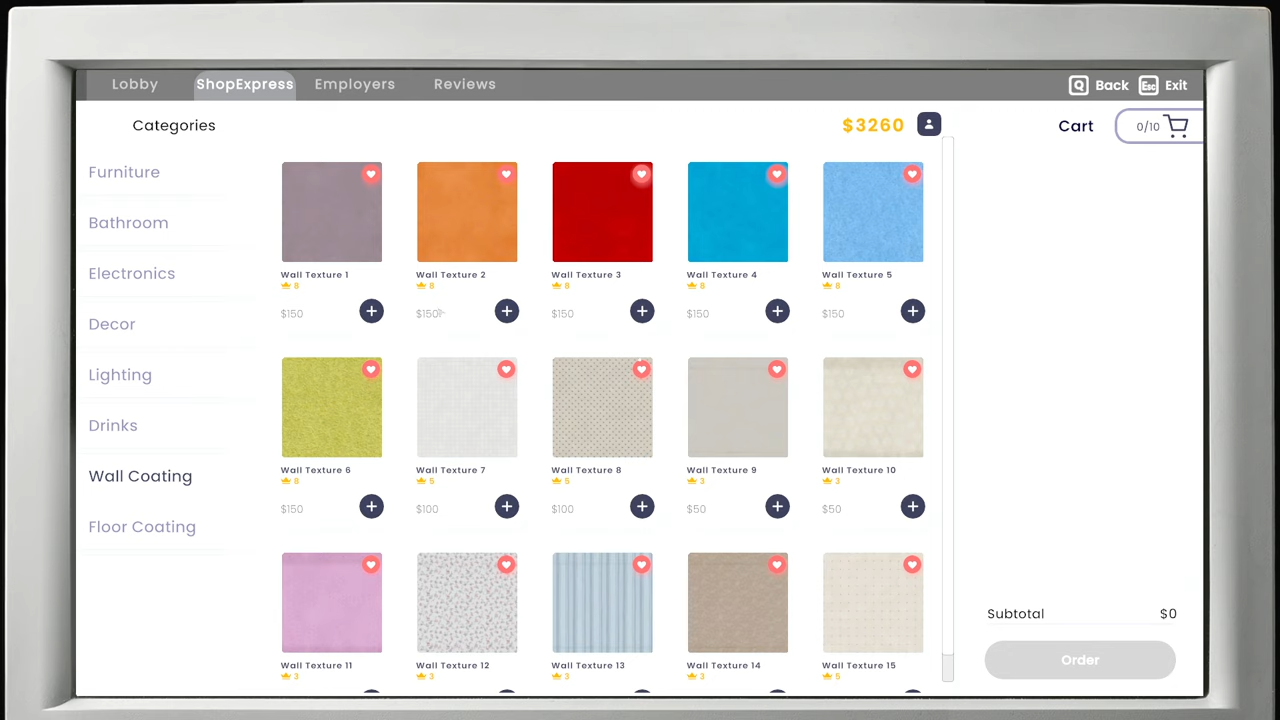 Lobby
ShopExpress
Employers
Reviews
Q Back Esc Exit
Categories
$3260
Cart
0/10
Furniture
Bathroom
Electronics
Decor
Lighting
Drinks
Wall Coating
Floor Coating
Wall Texture 1
8
$150
Wall Texture 2
8
$150
Wall Texture 3
8
$150
Wall Texture 4
8
$150
Wall Texture 5
8
$150
Wall Texture 6
8
$150
Wall Texture 7
5
$100
Wall Texture 8
5
$100
Wall Texture 9
3
$50
Wall Texture 10
3
$50
Wall Texture 11
3
Wall Texture 12
3
Wall Texture 13
3
Wall Texture 14
3
Wall Texture 15
5
Subtotal $0
Order